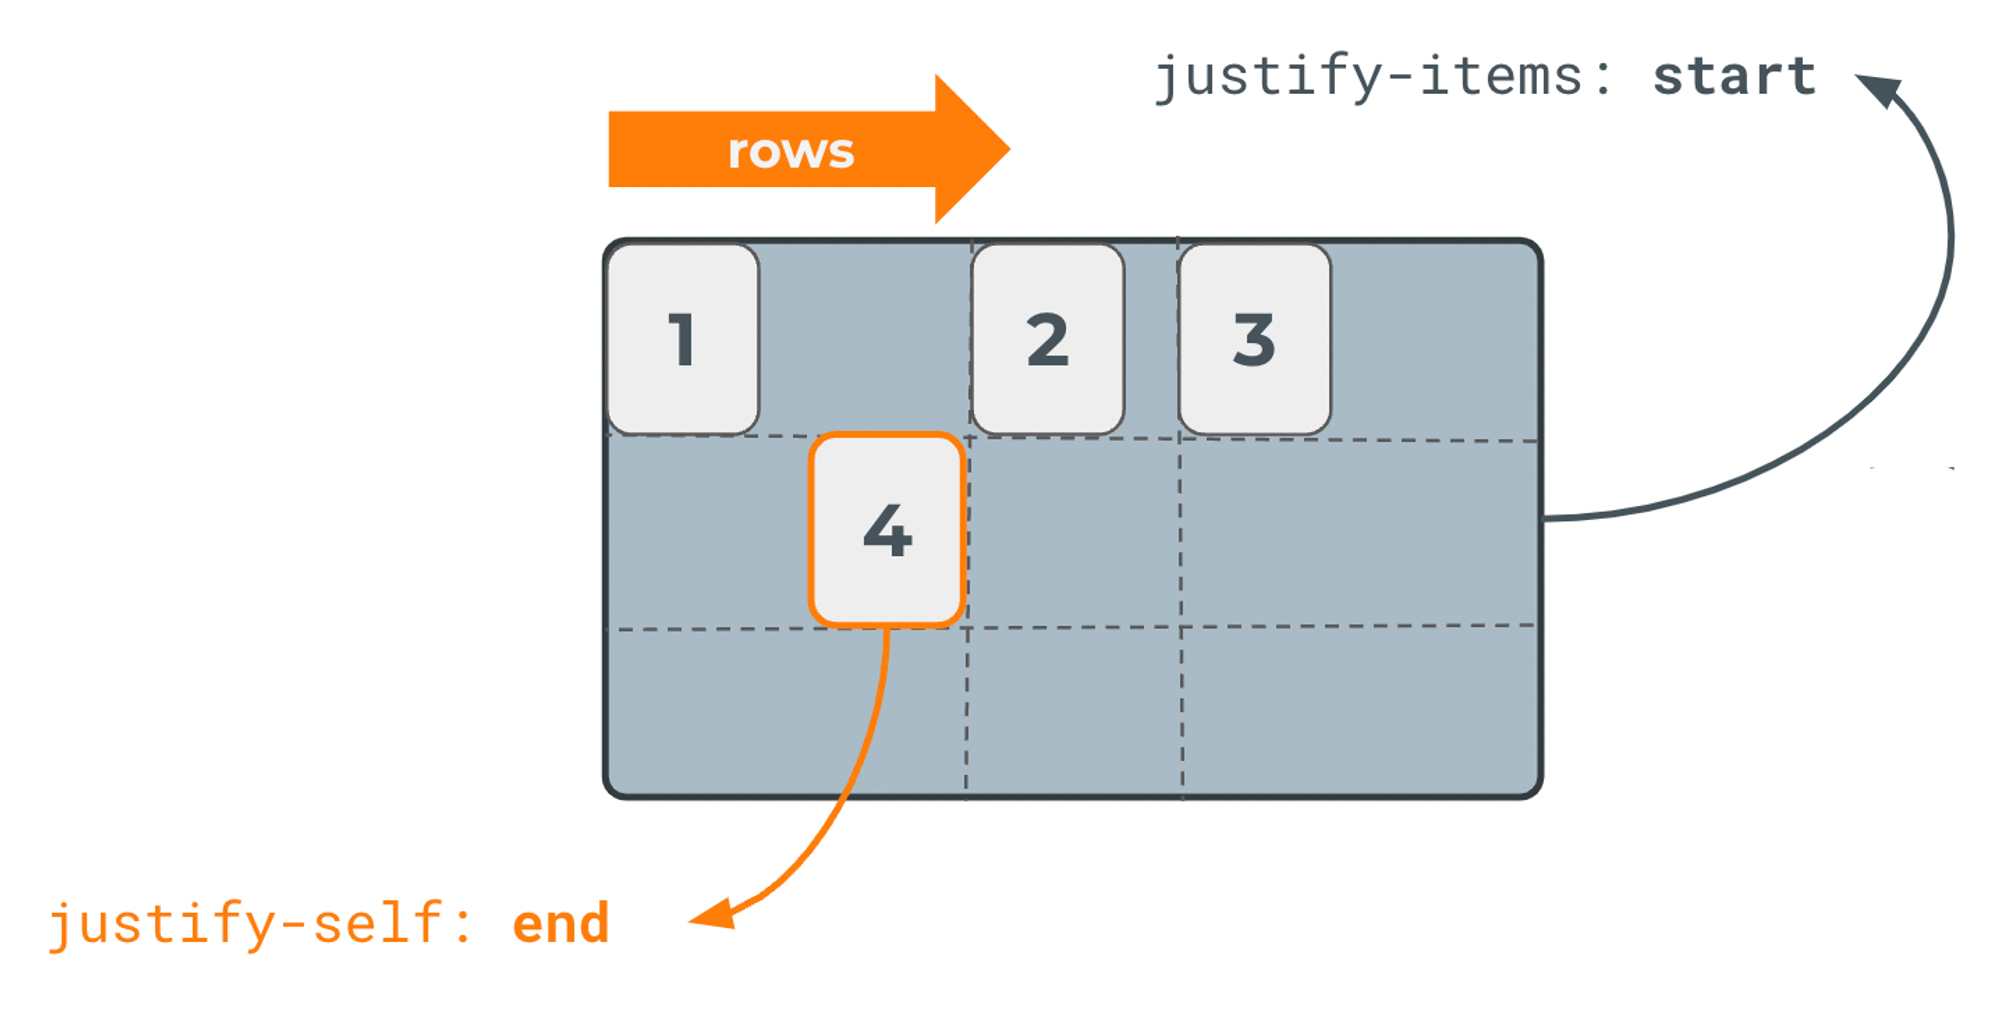 justify-items: start
rows
1 2 3
4
justify-self: end